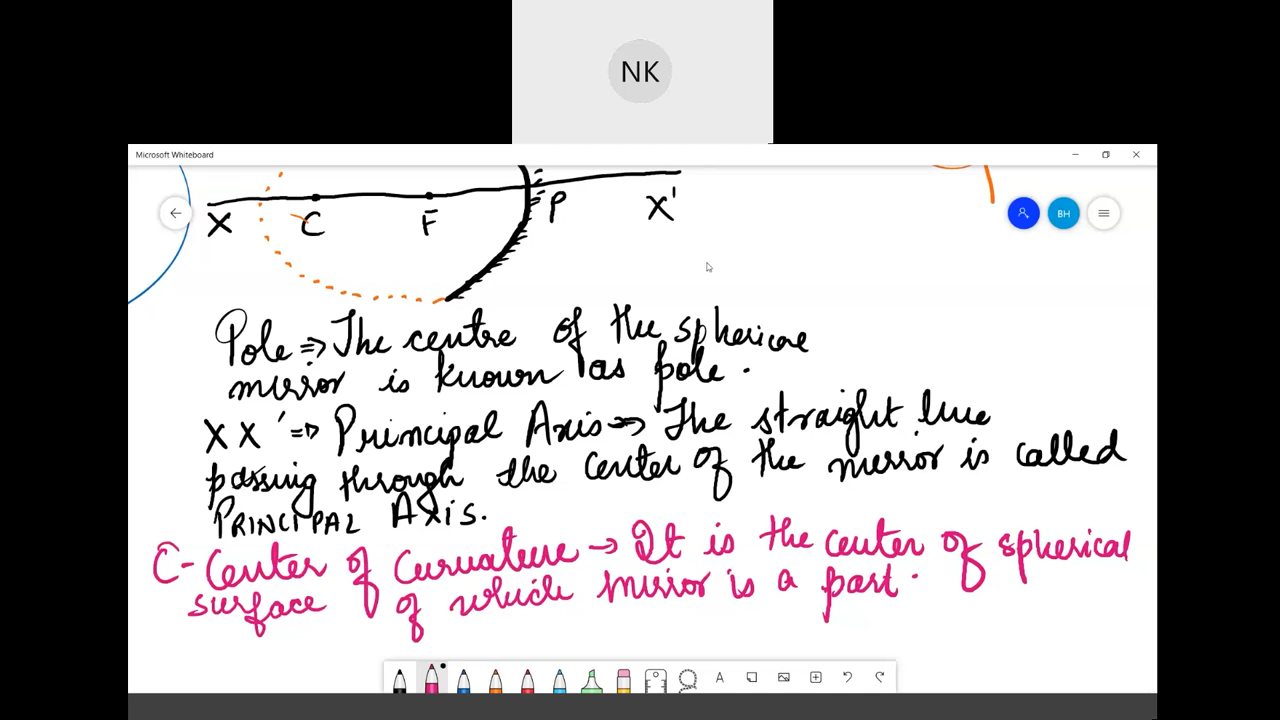 NK
Microsoft Whiteboard
X C F P X'
BH
Pole ⇒ The centre of the spherical
mirror is known as pole.
XX' ⇒ Principal Axis ⇒ The straight line
passing through the center of the mirror is called
PRINCIPAL AXIS.
C- Center of Curvature → It is the center of spherical
surface of which mirror is a part.
A